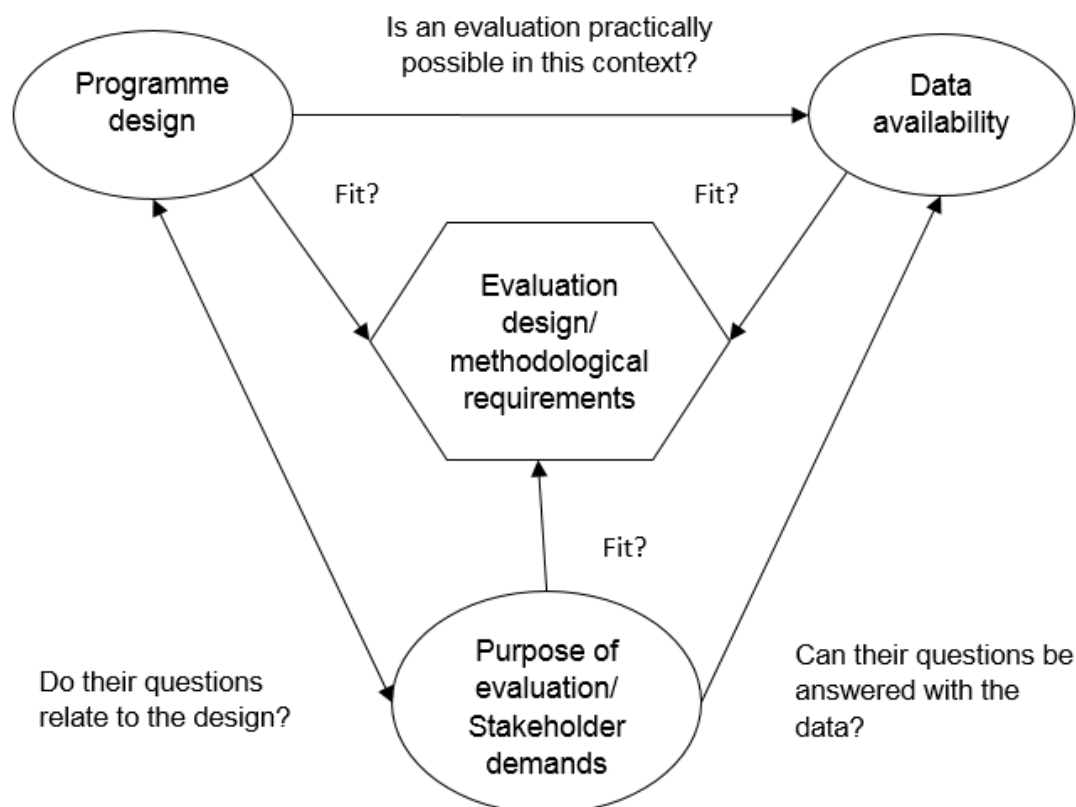 Is an evaluation practically
possible in this context?
Programme
design
Data
availability
Fit?
Fit?
Evaluation
design/
methodological
requirements
Fit?
Purpose of
evaluation/
Stakeholder
demands
Do their questions
relate to the design?
Can their questions be
answered with the
data?